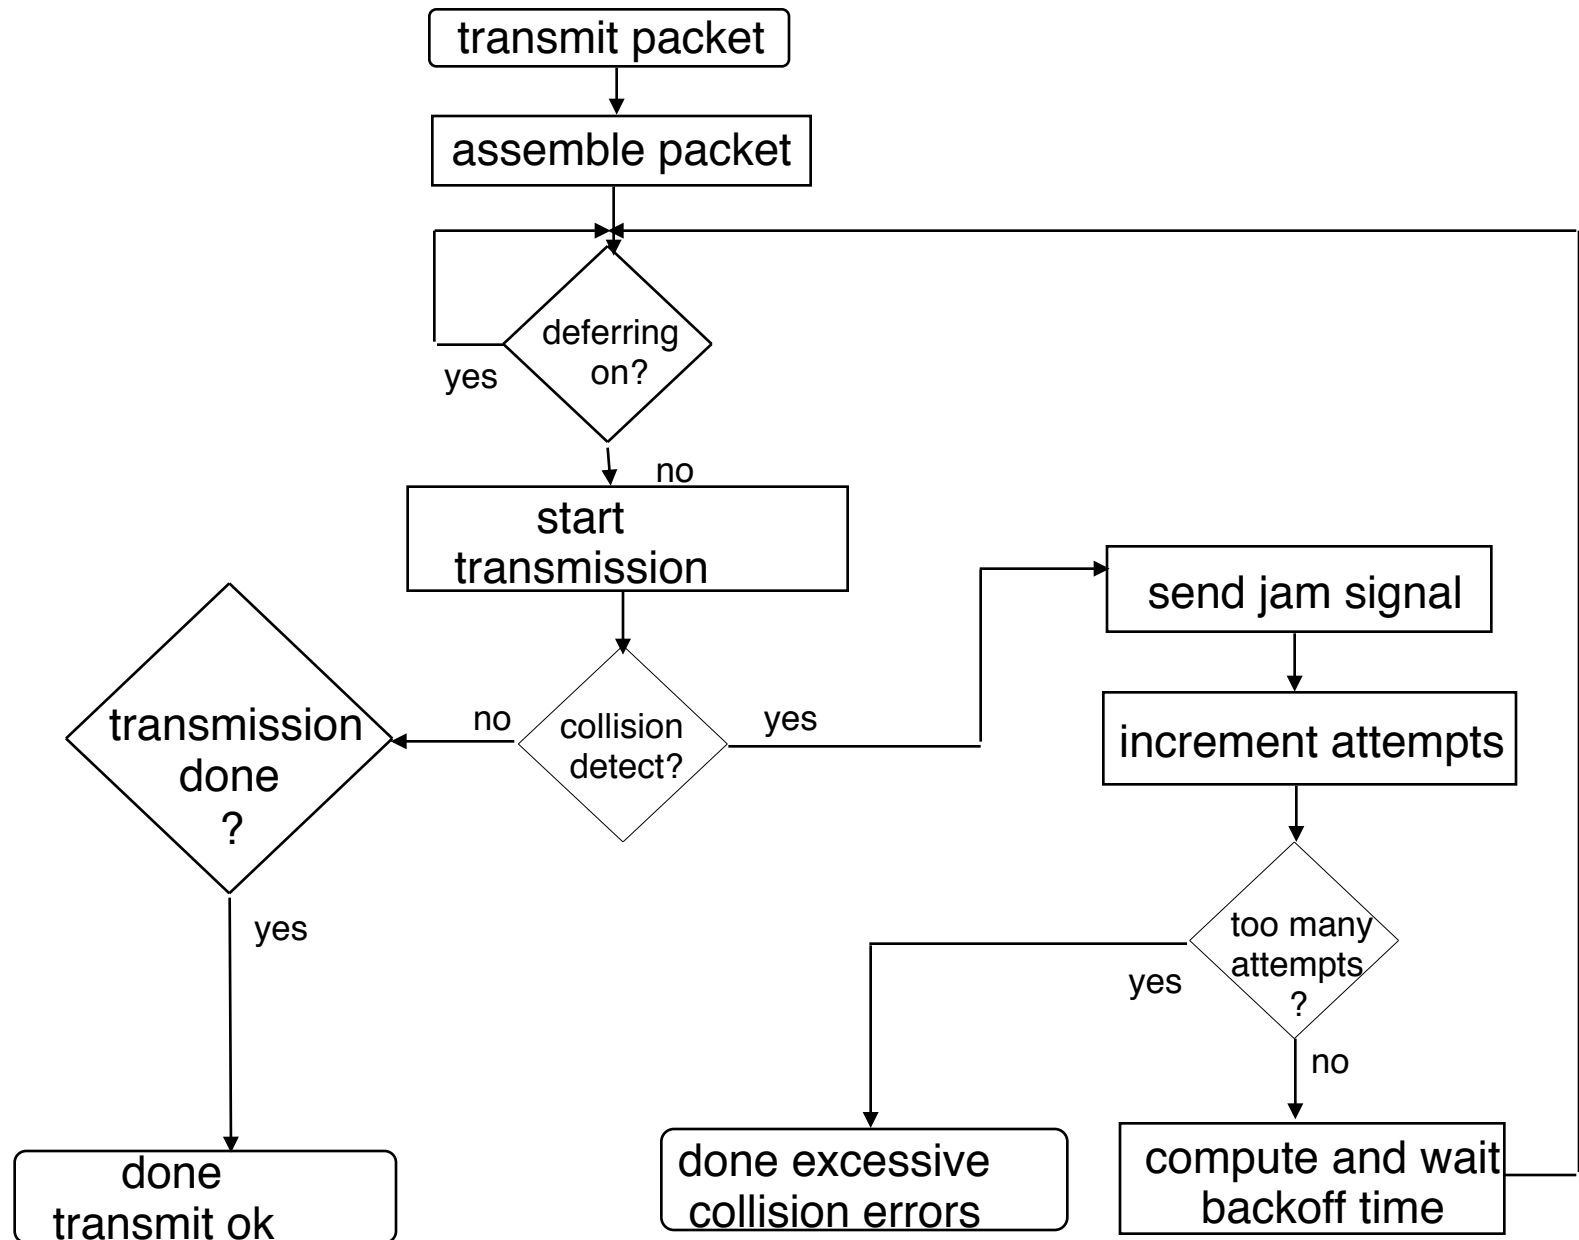 transmit packet
assemble packet
deferring
on?
yes
no
start
transmission
send jam signal
transmission
done
?
no
collision
detect?
yes
increment attempts
yes
too many
attempts
?
yes
no
done
transmit ok
done excessive
collision errors
compute and wait
backoff time